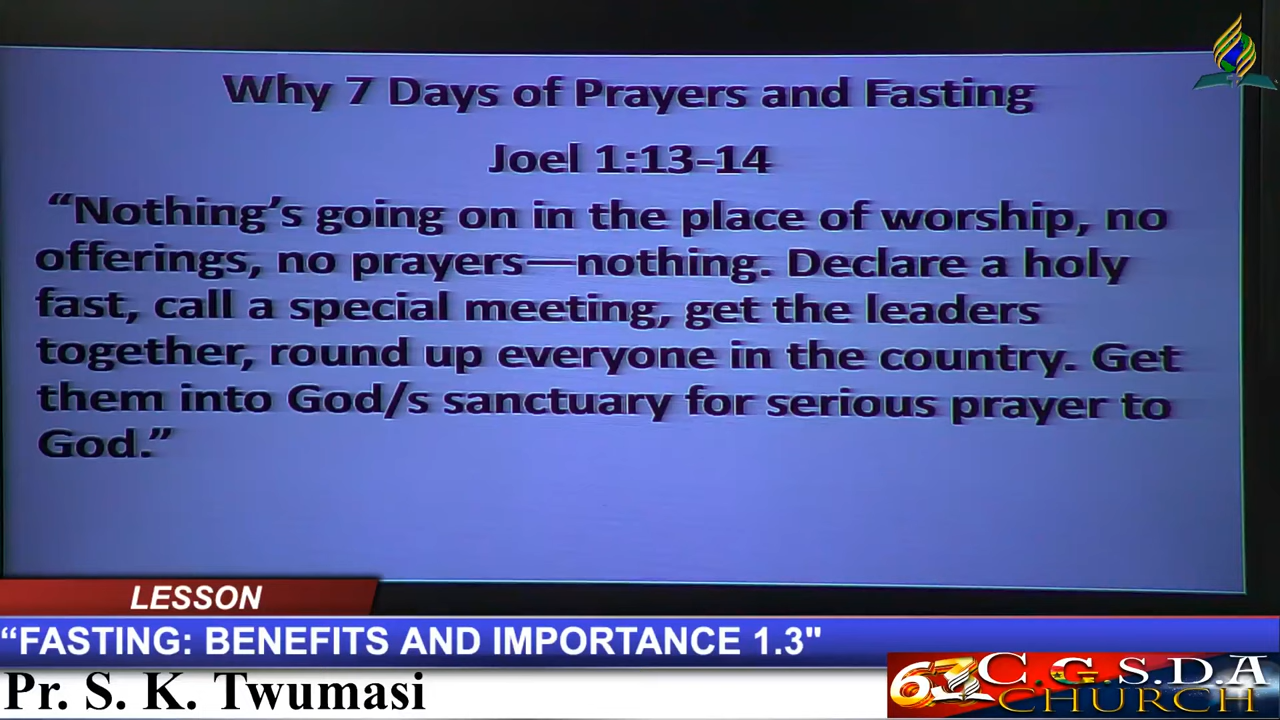 Why 7 Days of Prayers and Fasting
Joel 1:13-14
“Nothing’s going on in the place of worship, no
offerings, no prayers—nothing. Declare a holy
fast, call a special meeting, get the leaders
together, round up everyone in the country. Get
them into God/s sanctuary for serious prayer to
God.”
LESSON
“FASTING: BENEFITS AND IMPORTANCE 1.3"
Pr. S. K. Twumasi
63
C.G.S.D.A
CHURCH